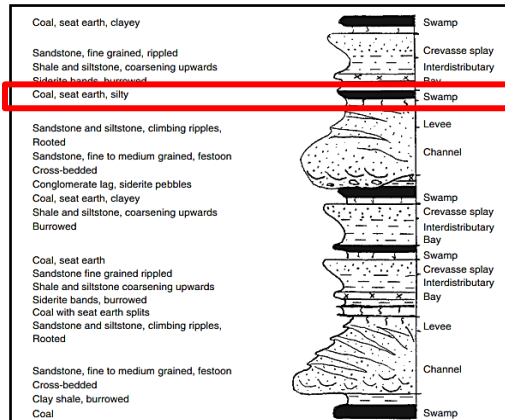 Coal, seat earth, clayey
Swamp
Sandstone, fine grained, rippled
Crevasse splay
Shale and siltstone, coarsening upwards
Interdistributary
Siderite bands, burrowed
Bay
Coal, seat earth, silty
Swamp
Levee
Sandstone and siltstone, climbing ripples,
Rooted
Channel
Sandstone, fine to medium grained, festoon
Cross-bedded
Conglomerate lag, siderite pebbles
Coal, seat earth, clayey
Swamp
Shale and siltstone, coarsening upwards
Crevasse splay
Burrowed
Interdistributary
Bay
Coal, seat earth
Swamp
Sandstone fine grained rippled
Crevasse splay
Shale and siltstone coarsening upwards
Interdistributary
Siderite bands, burrowed
Bay
Coal with seat earth splits
Sandstone and siltstone, climbing ripples,
Levee
Rooted
Sandstone, fine to medium grained, festoon
Channel
Cross-bedded
Clay shale, burrowed
Coal
Swamp